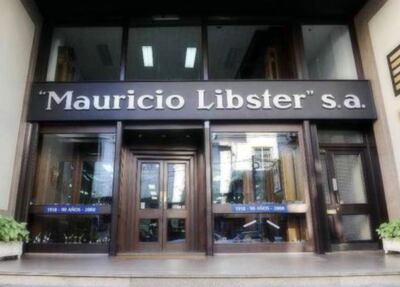 "Mauricio Libster" s.a.
1918 - 90 AÑOS - 2008
1918 - 90 AÑOS - 2008